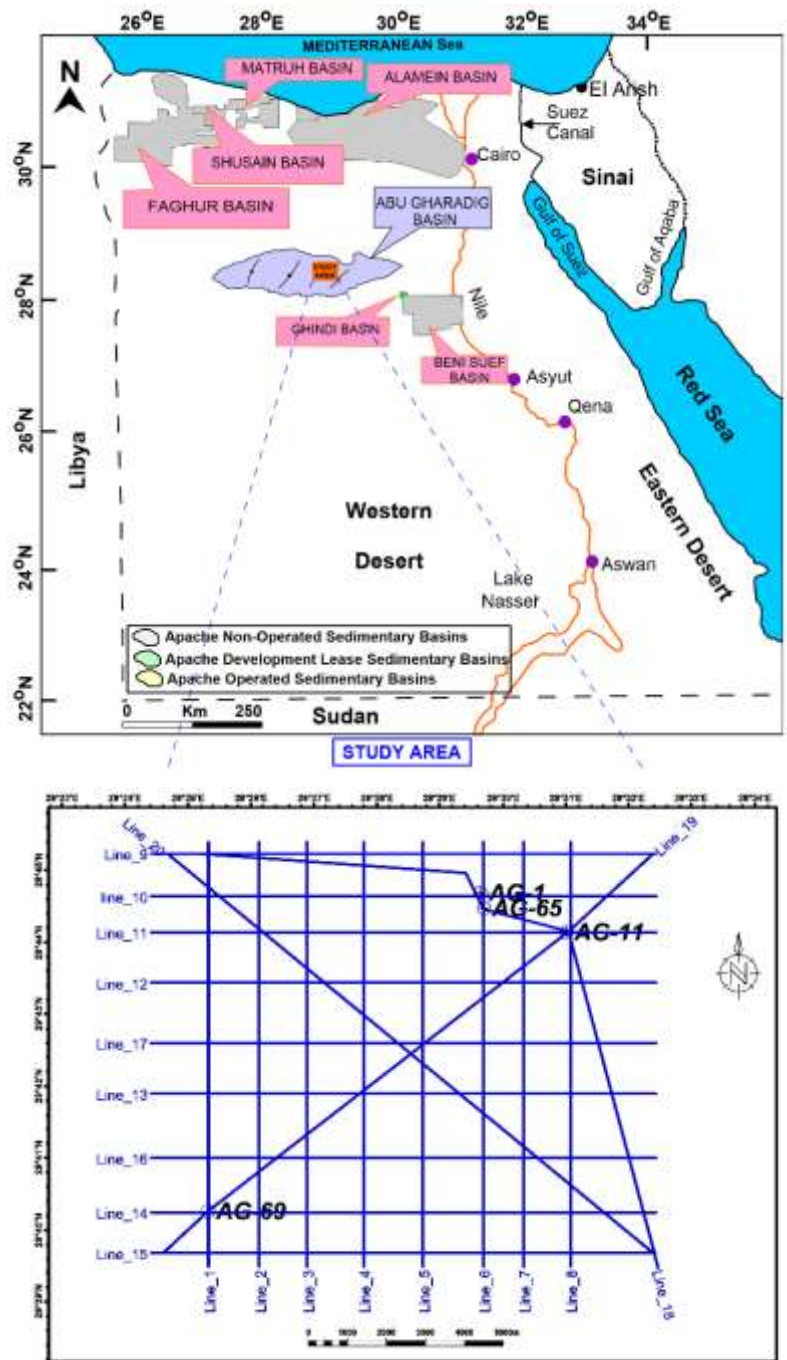 26°E 28°E 30°E 32°E 34°E
MEDITERRANEAN Sea
N
MATRUH BASIN
ALAMEIN BASIN
El Arish
Suez
Canal
Cairo
Sinai
30°N
SHUSAIN BASIN
FAGHUR BASIN
ABU GHARADIG
BASIN
Gulf of Suez
Gulf of Aqaba
STUDY
AREA
28°N
Nile
GHINDI BASIN
BENI SUEF
BASIN
Asyut
Red Sea
Qena
26°N
Libya
Western
Desert
Eastern Desert
24°N
Aswan
Lake
Nasser
Apache Non-Operated Sedimentary Basins
Apache Development Lease Sedimentary Basins
Apache Operated Sedimentary Basins
22°N
0 Km 250
Sudan
STUDY AREA
Line_20
Line_19
Line_9
line_10
AG-1
AG-65
Line_11
AG-11
Line_12
N
Line_17
Line_13
Line_16
Line_14
AG-69
Line_15
Line_1
Line_2
Line_3
Line_4
Line_5
Line_6
Line_7
Line_8
Line_18